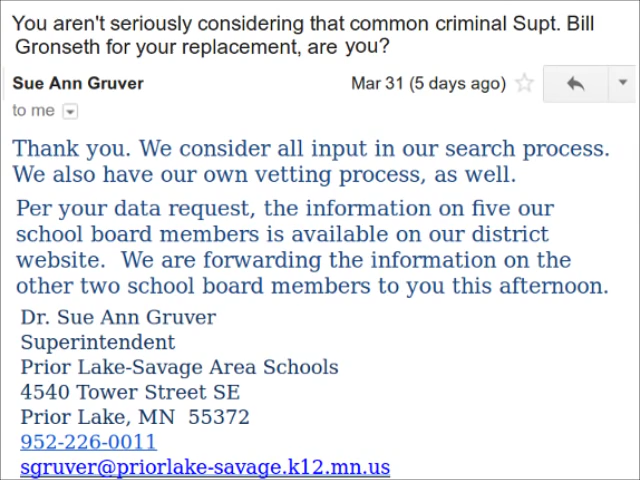 You aren't seriously considering that common criminal Supt. Bill
Gronseth for your replacement, are you?
Sue Ann Gruver Mar 31 (5 days ago)
to me
Thank you. We consider all input in our search process.
We also have our own vetting process, as well.
Per your data request, the information on five our
school board members is available on our district
website. We are forwarding the information on the
other two school board members to you this afternoon.
Dr. Sue Ann Gruver
Superintendent
Prior Lake-Savage Area Schools
4540 Tower Street SE
Prior Lake, MN 55372
952-226-0011
sgruver@priorlake-savage.k12.mn.us